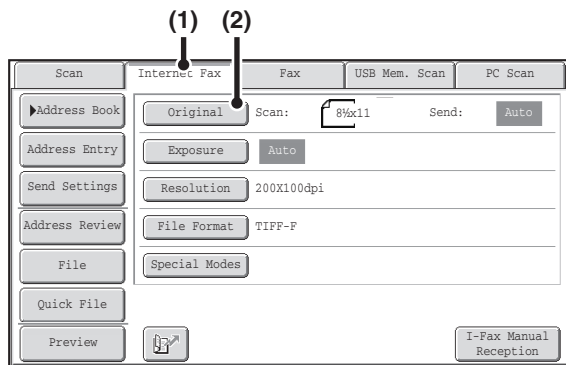 (1) (2)
Scan Internet Fax Fax USB Mem. Scan PC Scan
Address Book Original Scan: 8½x11 Send: Auto
Address Entry Exposure Auto
Send Settings Resolution 200X100dpi
Address Review File Format TIFF-F
File Special Modes
Quick File
Preview I-Fax Manual
Reception